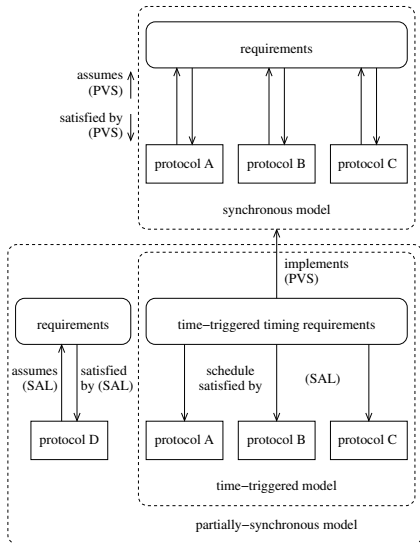 requirements
assumes
(PVS)
satisfied by
(PVS)
protocol A
protocol B
protocol C
synchronous model
implements
(PVS)
requirements
time−triggered timing requirements
assumes
(SAL)
satisfied
by (SAL)
schedule
satisfied by
(SAL)
protocol D
protocol A
protocol B
protocol C
time−triggered model
partially−synchronous model